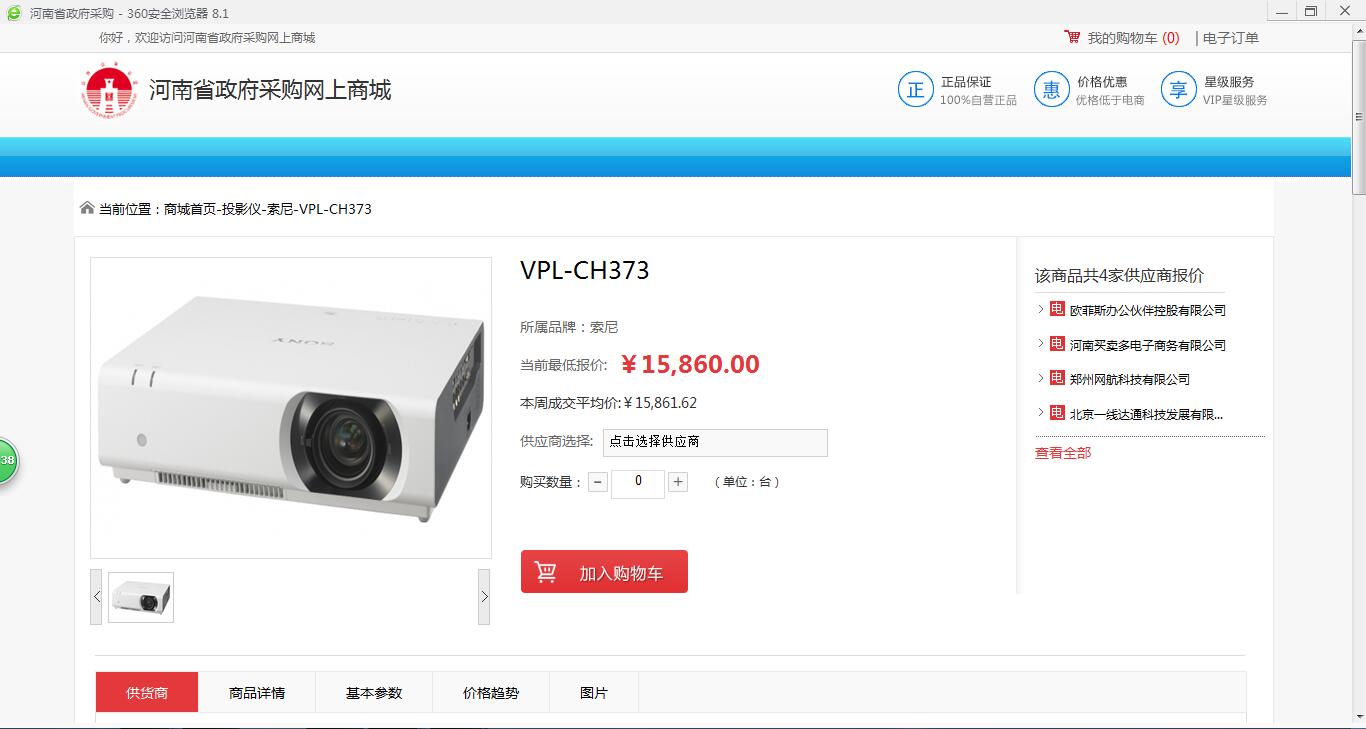 河南省政府采购 - 360安全浏览器 8.1
你好，欢迎访问河南省政府采购网上商城
我的购物车 (0) | 电子订单
河南省政府采购网上商城
正 正品保证 100%自营正品
惠 价格优惠 优格低于电商
享 星级服务 VIP星级服务
当前位置：商城首页-投影仪-索尼-VPL-CH373
SONY
VPL-CH373
所属品牌：索尼
当前最低报价: ￥15,860.00
本周成交平均价:￥15,861.62
供应商选择: 点击选择供应商
购买数量： － 0 ＋ （单位：台）
加入购物车
该商品共4家供应商报价
电 欧菲斯办公伙伴控股有限公司
电 河南买卖多电子商务有限公司
电 郑州网航科技有限公司
电 北京一线达通科技发展有限...
查看全部
38
供货商 商品详情 基本参数 价格趋势 图片